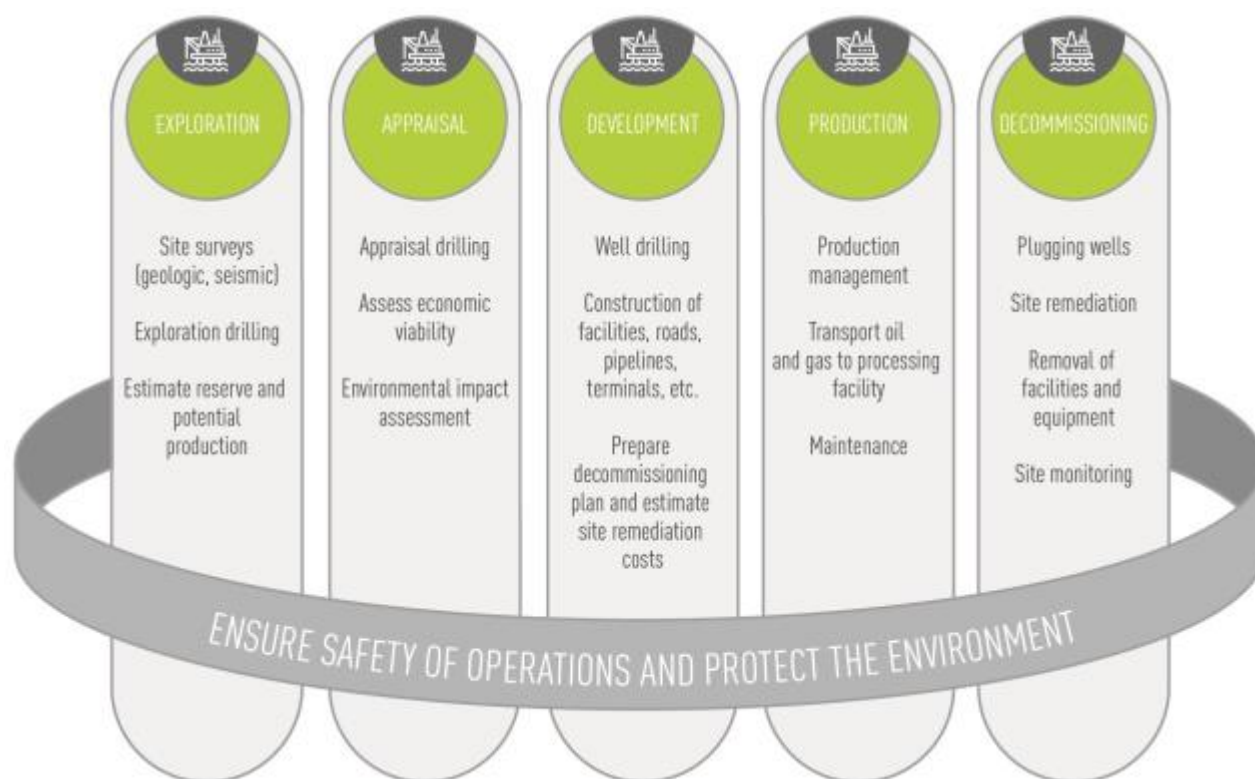 EXPLORATION
Site surveys
(geologic, seismic)
Exploration drilling
Estimate reserve and
potential
production
APPRAISAL
Appraisal drilling
Assess economic
viability
Environmental impact
assessment
DEVELOPMENT
Well drilling
Construction of
facilities, roads,
pipelines,
terminals, etc.
Prepare
decommissioning
plan and estimate
site remediation
costs
PRODUCTION
Production
management
Transport oil
and gas to processing
facility
Maintenance
DECOMMISSIONING
Plugging wells
Site remediation
Removal of
facilities and
equipment
Site monitoring
ENSURE SAFETY OF OPERATIONS AND PROTECT THE ENVIRONMENT